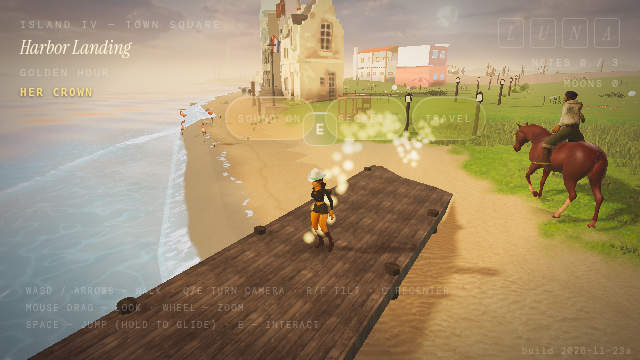 ISLAND IV — TOWN SQUARE
Harbor Landing
GOLDEN HOUR
HER CROWN
LUNA
NOTES 0 / 3
MOONS 0
SOUND ON
E
TRAVEL
WASD / ARROWS — WALK · Q/E TURN CAMERA · R/F TILT · C RECENTER
MOUSE DRAG — LOOK · WHEEL — ZOOM
SPACE — JUMP (HOLD TO GLIDE) · E — INTERACT
build 2026-11-23a